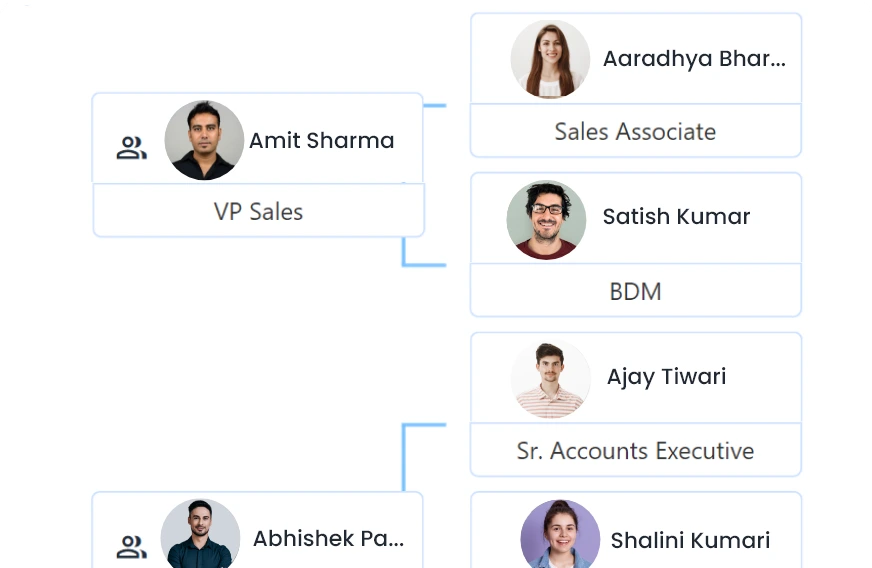 Aaradhya Bhar...
Sales Associate
Amit Sharma
VP Sales
Satish Kumar
BDM
Ajay Tiwari
Sr. Accounts Executive
Abhishek Pa...
Shalini Kumari